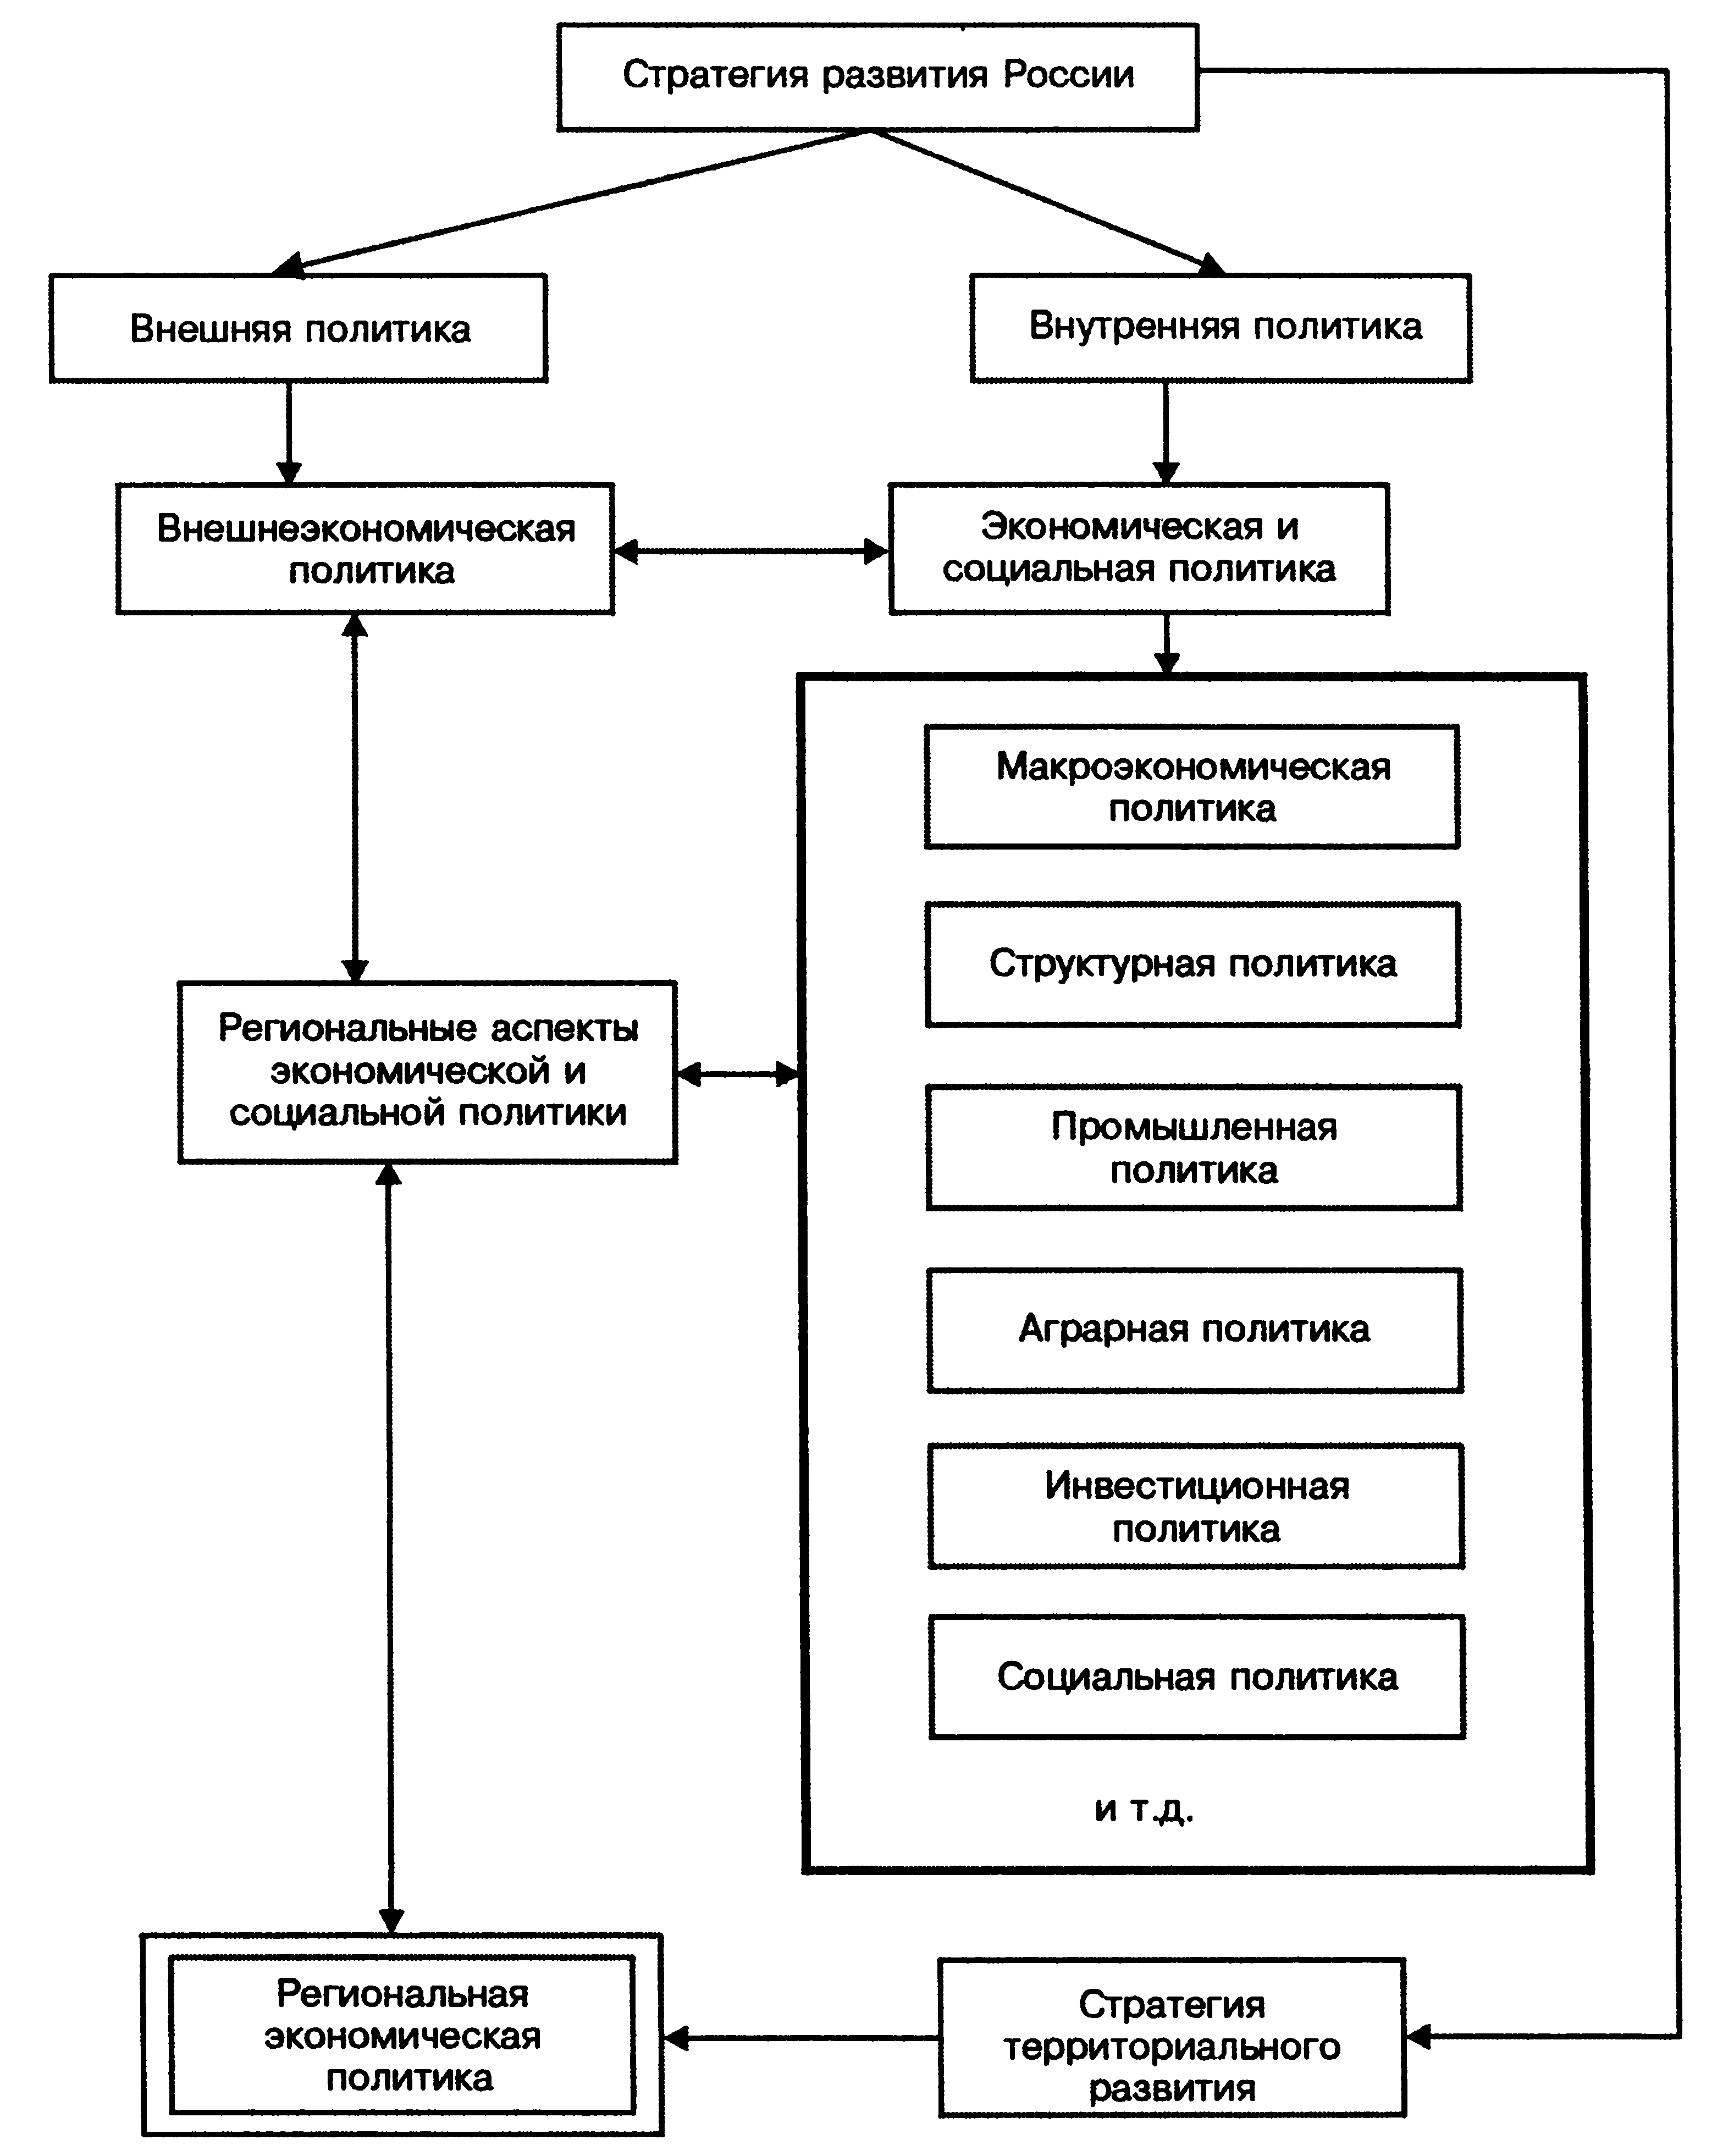 Стратегия развития России
Внешняя политика
Внутренняя политика
Внешнеэкономическая
политика
Экономическая и
социальная политика
Макроэкономическая
политика
Структурная политика
Региональные аспекты
экономической и
социальной политики
Промышленная
политика
Аграрная политика
Инвестиционная
политика
Социальная политика
и т.д.
Региональная
экономическая
политика
Стратегия
территориального
развития